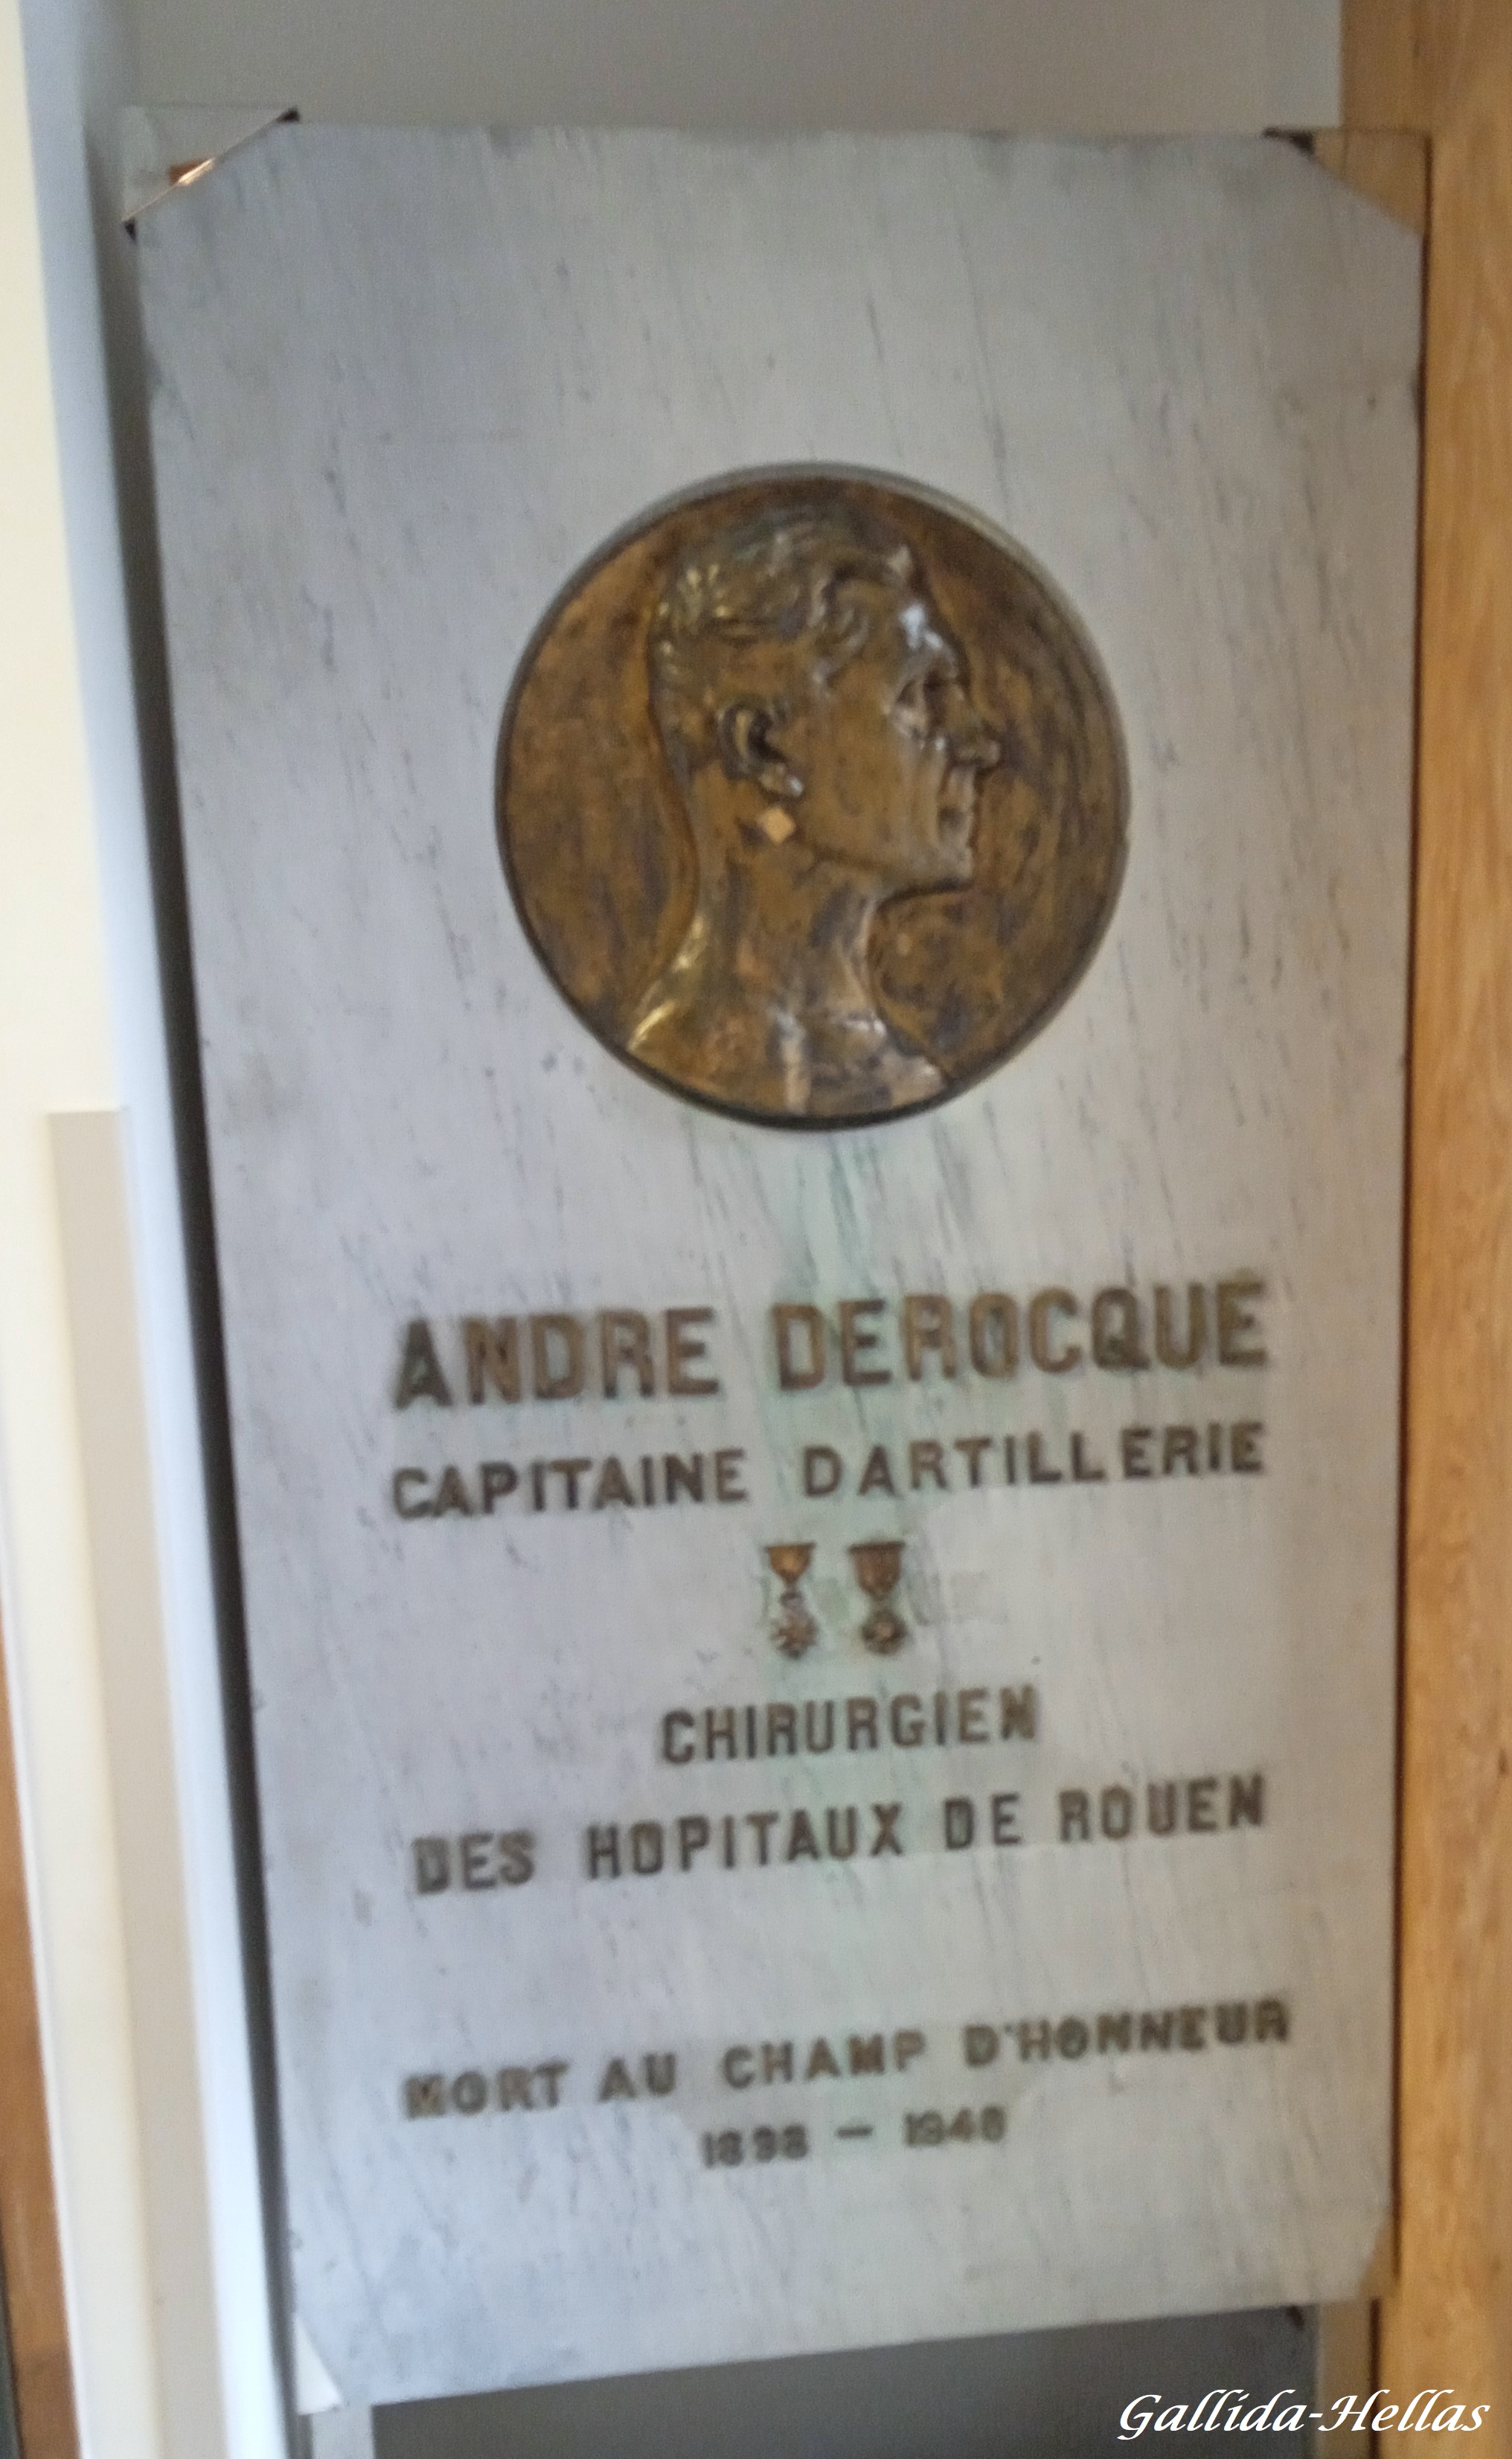 ANDRE DEROCQUE
CAPITAINE DARTILLERIE
CHIRURGIEN
DES HOPITAUX DE ROUEN
MORT AU CHAMP D'HONNEUR
1898 – 1940
Gallida-Hellas